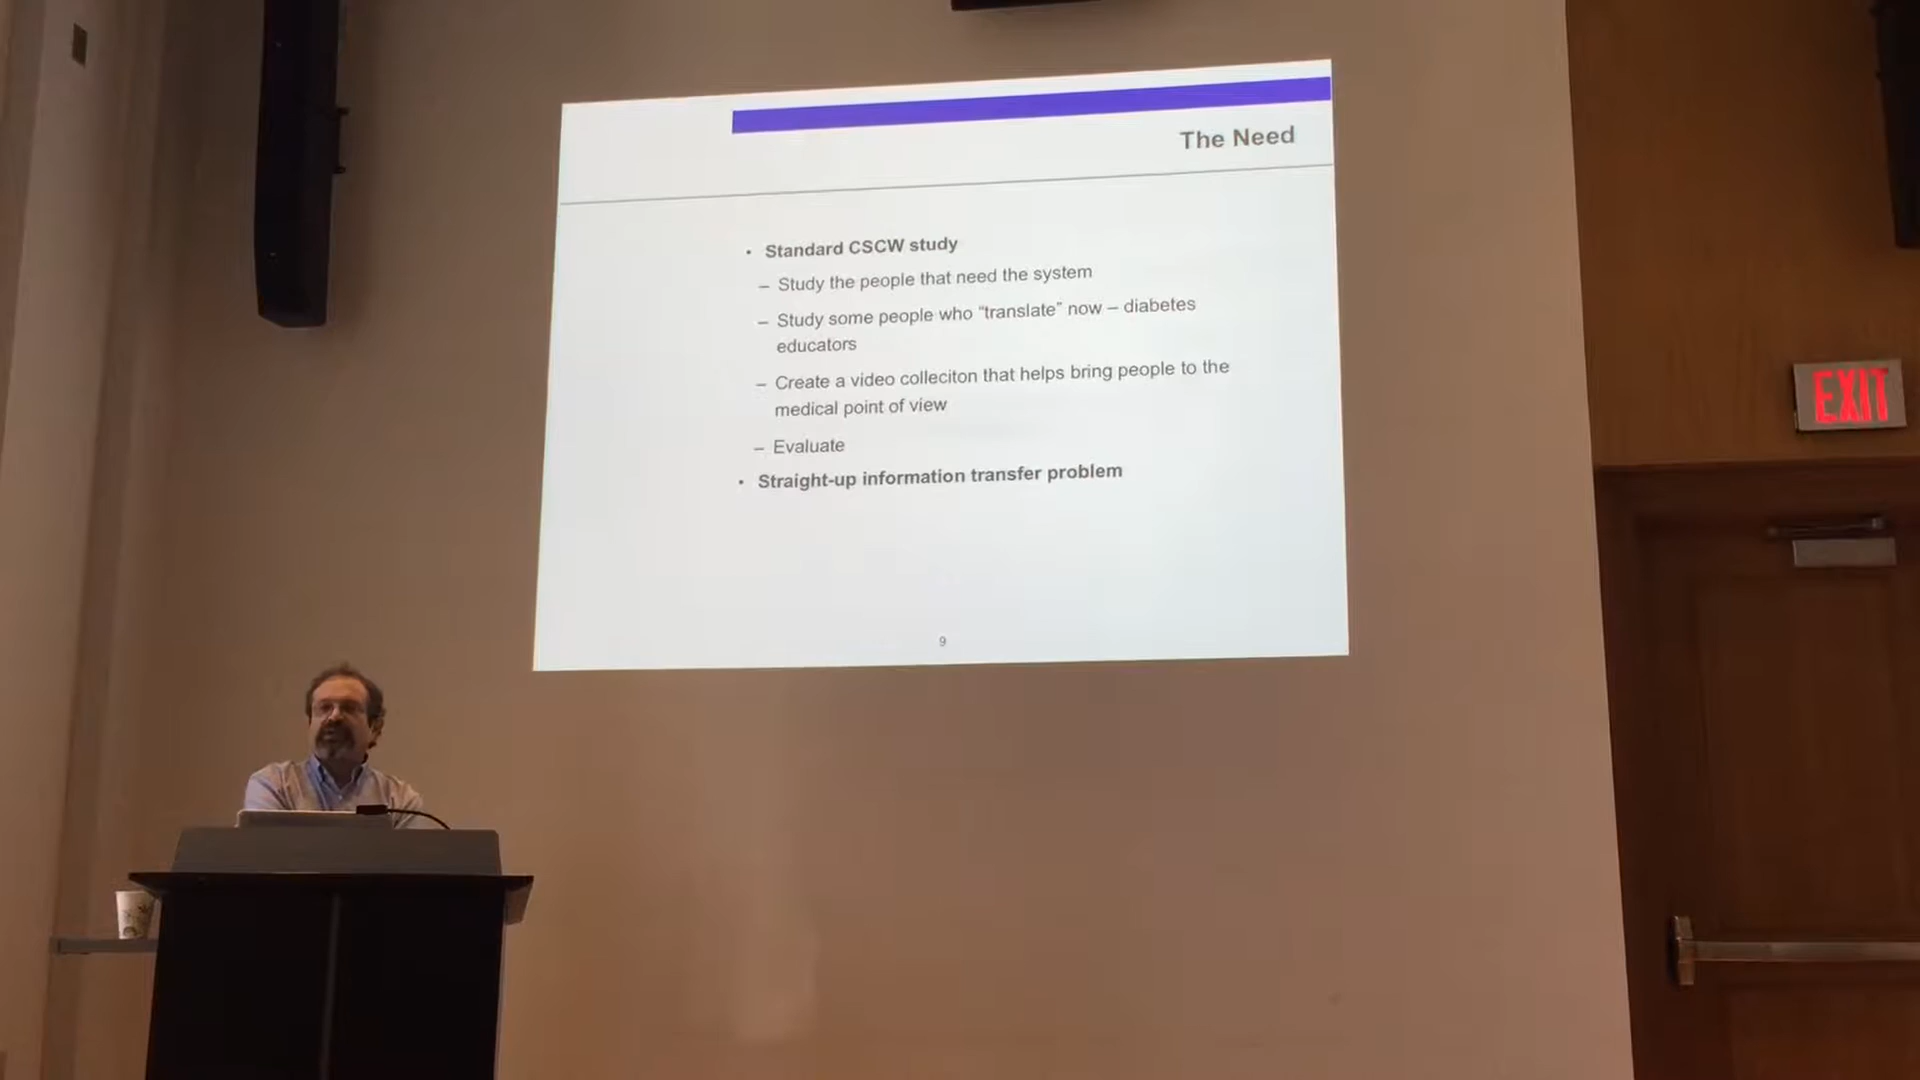 The Need
• Standard CSCW study
– Study the people that need the system
– Study some people who “translate” now – diabetes
educators
– Create a video colleciton that helps bring people to the
medical point of view
– Evaluate
• Straight-up information transfer problem
9
EXIT